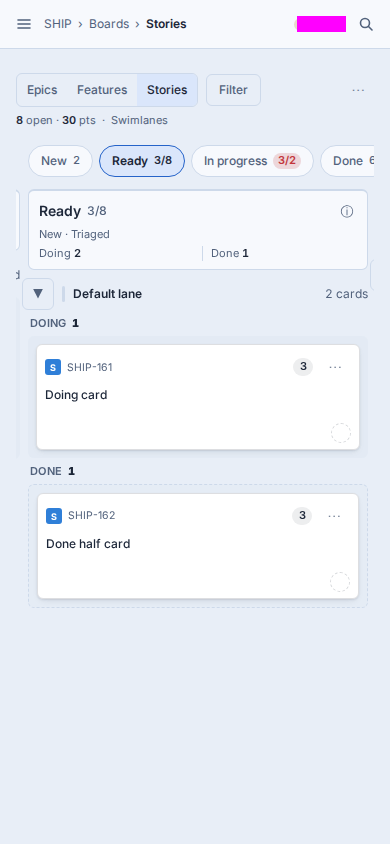 SHIP › Boards › Stories
Epics Features Stories Filter ...
8 open · 30 pts · Swimlanes
New 2 Ready 3/8 In progress 3/2 Done 6
Ready 3/8
New · Triaged
Doing 2 Done 1
d
Default lane 2 cards
DOING 1
S SHIP-161 3 ...
Doing card
DONE 1
S SHIP-162 3 ...
Done half card